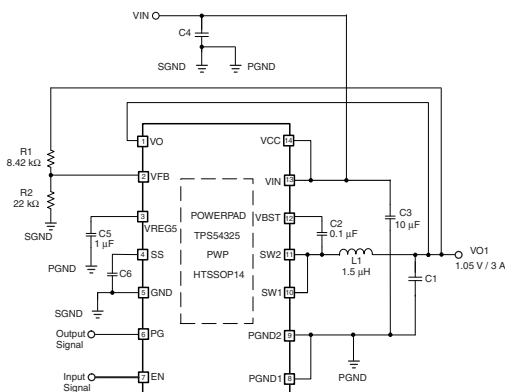 VIN
C4
SGND
PGND
R1
8.42 kΩ
R2
22 kΩ
SGND
C5
1 μF
PGND
C6
SGND
Output
Signal
Input
Signal
1
VO
2
VFB
3
VREG5
4
SS
5
GND
6
PG
7
EN
POWERPAD
TPS54325
PWP
HTSSOP14
VCC
14
VIN
13
VBST
12
SW2
11
SW1
10
PGND2
9
PGND1
8
C2
0.1 μF
L1
1.5 μH
C3
10 μF
C1
PGND
VO1
1.05 V / 3 A